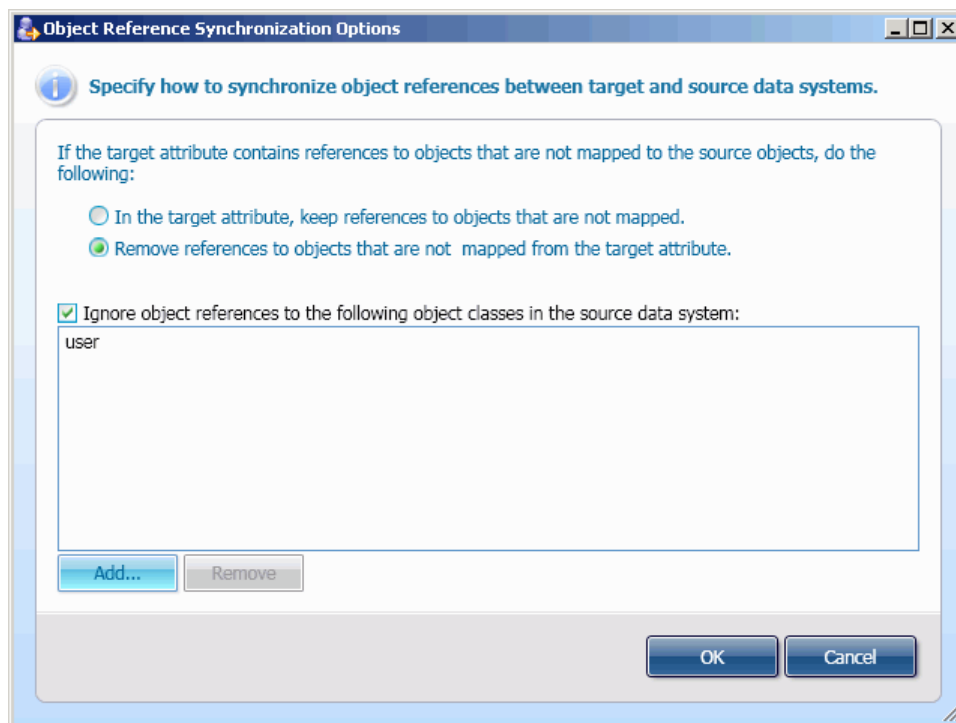 Object Reference Synchronization Options
Specify how to synchronize object references between target and source data systems.
If the target attribute contains references to objects that are not mapped to the source objects, do the
following:
In the target attribute, keep references to objects that are not mapped.
Remove references to objects that are not  mapped from the target attribute.
Ignore object references to the following object classes in the source data system:
user
Add...
Remove
OK
Cancel